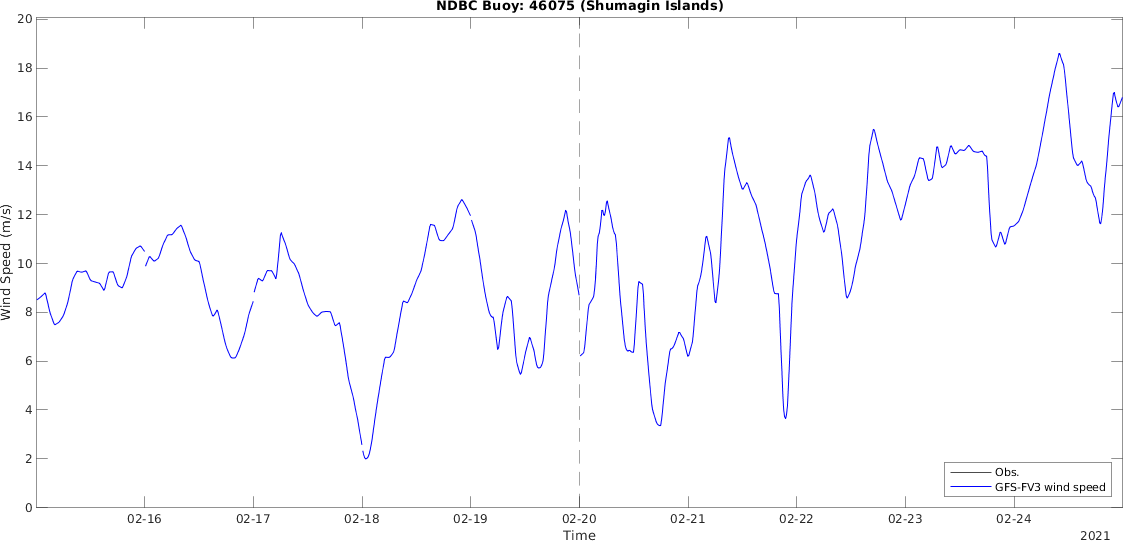 NDBC Buoy: 46075 (Shumagin Islands)
20
18
16
14
12
10
8
6
4
2
0
Wind Speed (m/s)
02-16 02-17 02-18 02-19 02-20 02-21 02-22 02-23 02-24
Time
2021
Obs.
GFS-FV3 wind speed